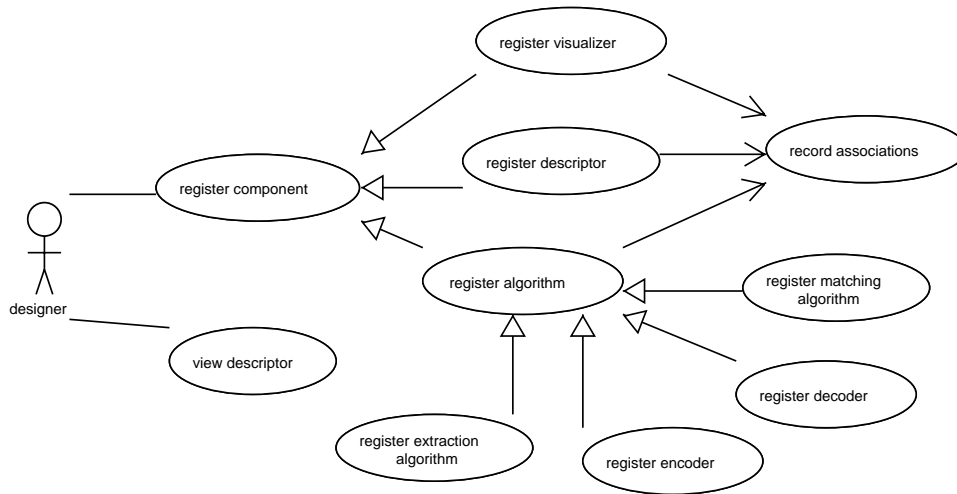 register visualizer
record associations
register descriptor
register component
register algorithm
register matching
algorithm
designer
view descriptor
register decoder
register extraction
algorithm
register encoder